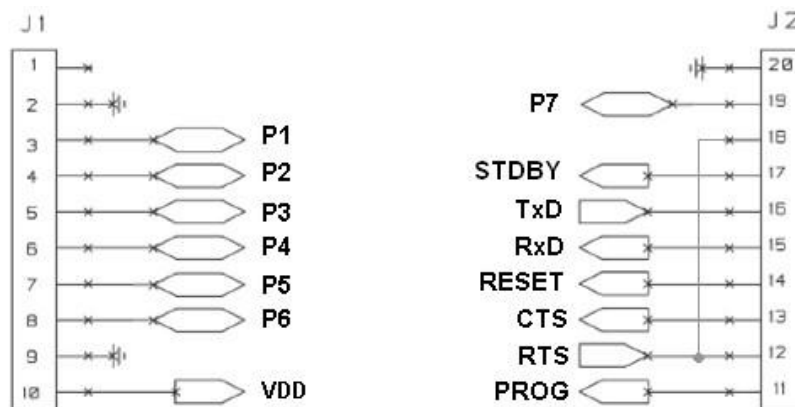 J1
J2
1
2
3 P1
4 P2
5 P3
6 P4
7 P5
8 P6
9
10 VDD
20
P7 19
18
STDBY 17
TxD 16
RxD 15
RESET 14
CTS 13
RTS 12
PROG 11